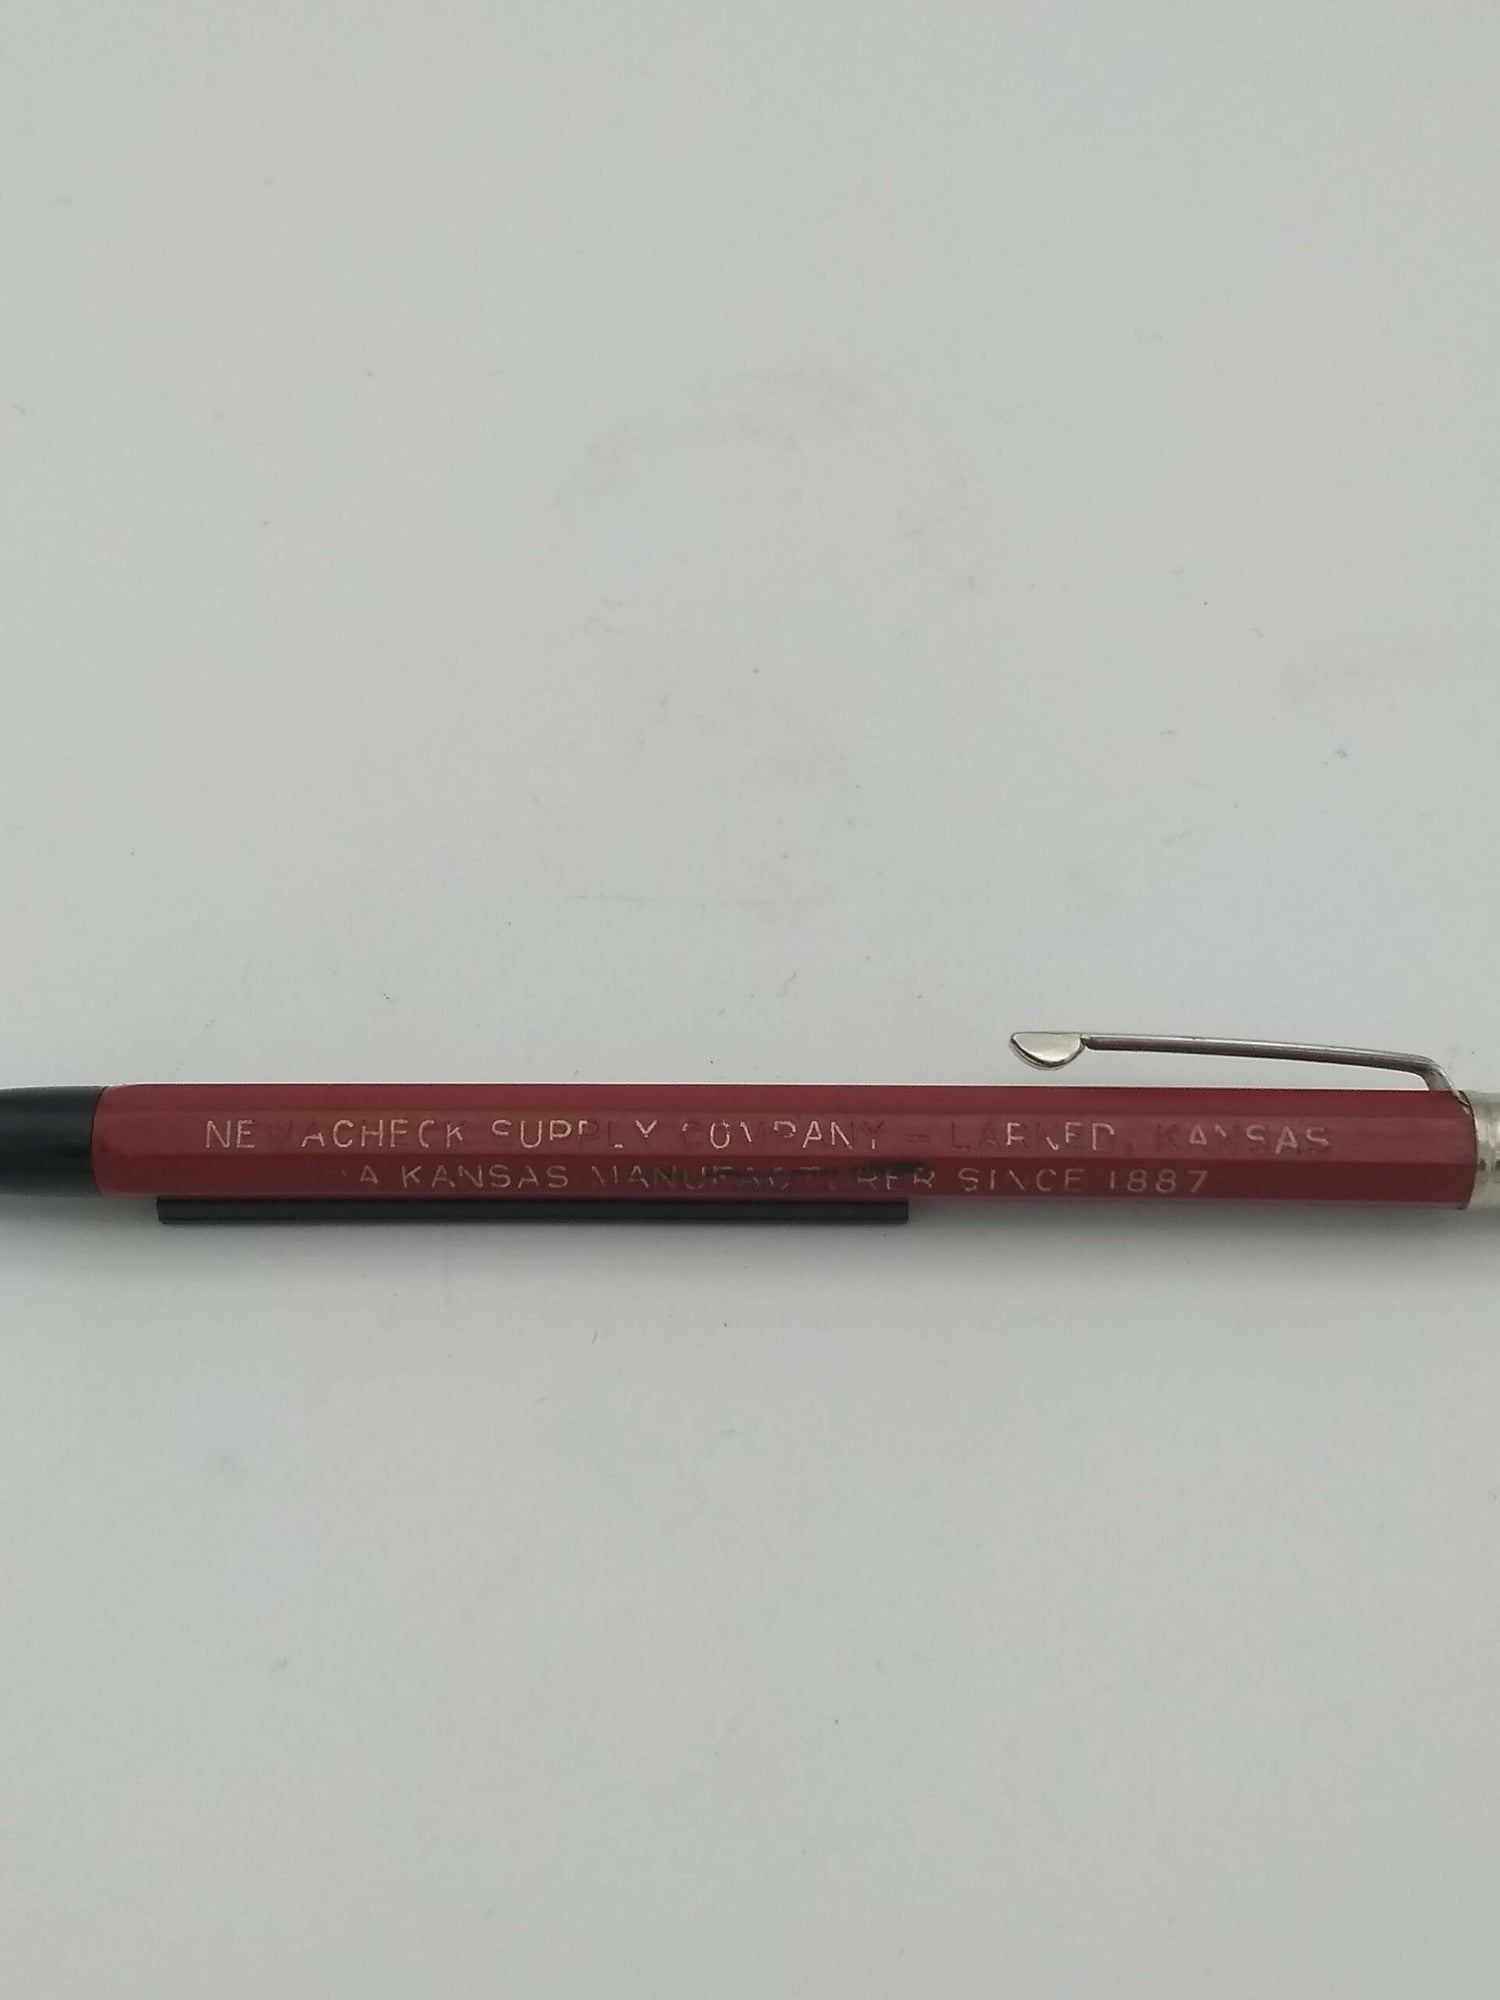 NEWACHECK SUPPLY COMPANY - LARNED, KANSAS
"A KANSAS MANUFACTURER SINCE 1887